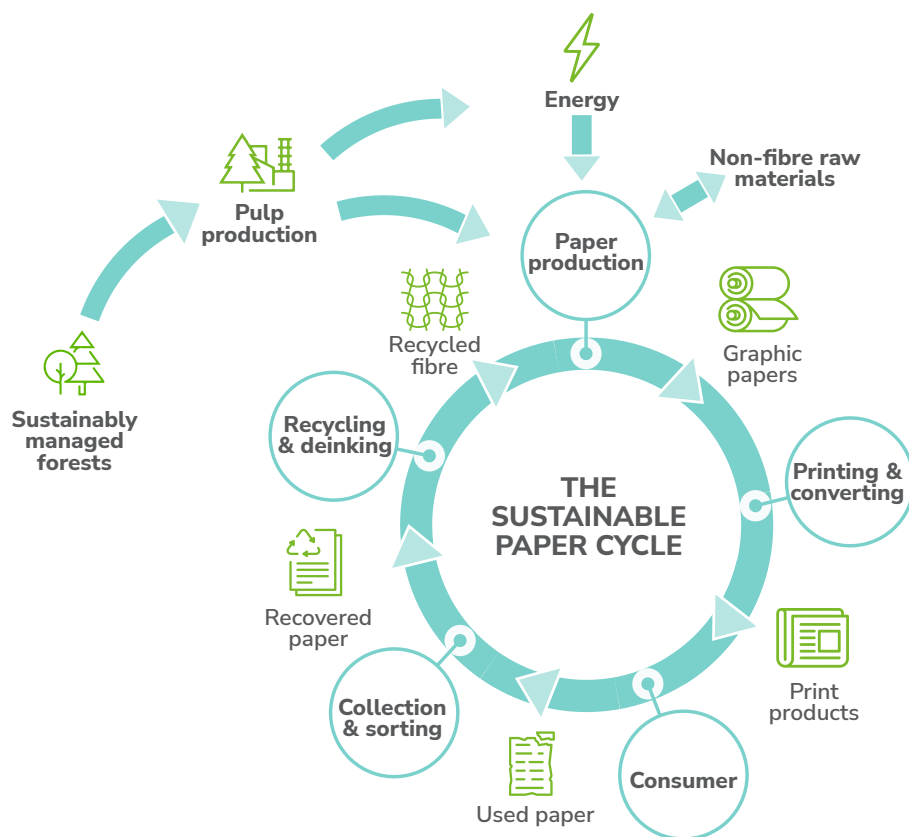 Energy
Non-fibre raw
materials
Pulp
production
Paper
production
Recycled
fibre
Graphic
papers
Sustainably
managed
forests
Recycling
& deinking
Printing &
converting
THE
SUSTAINABLE
PAPER CYCLE
Recovered
paper
Print
products
Collection
& sorting
Consumer
Used paper